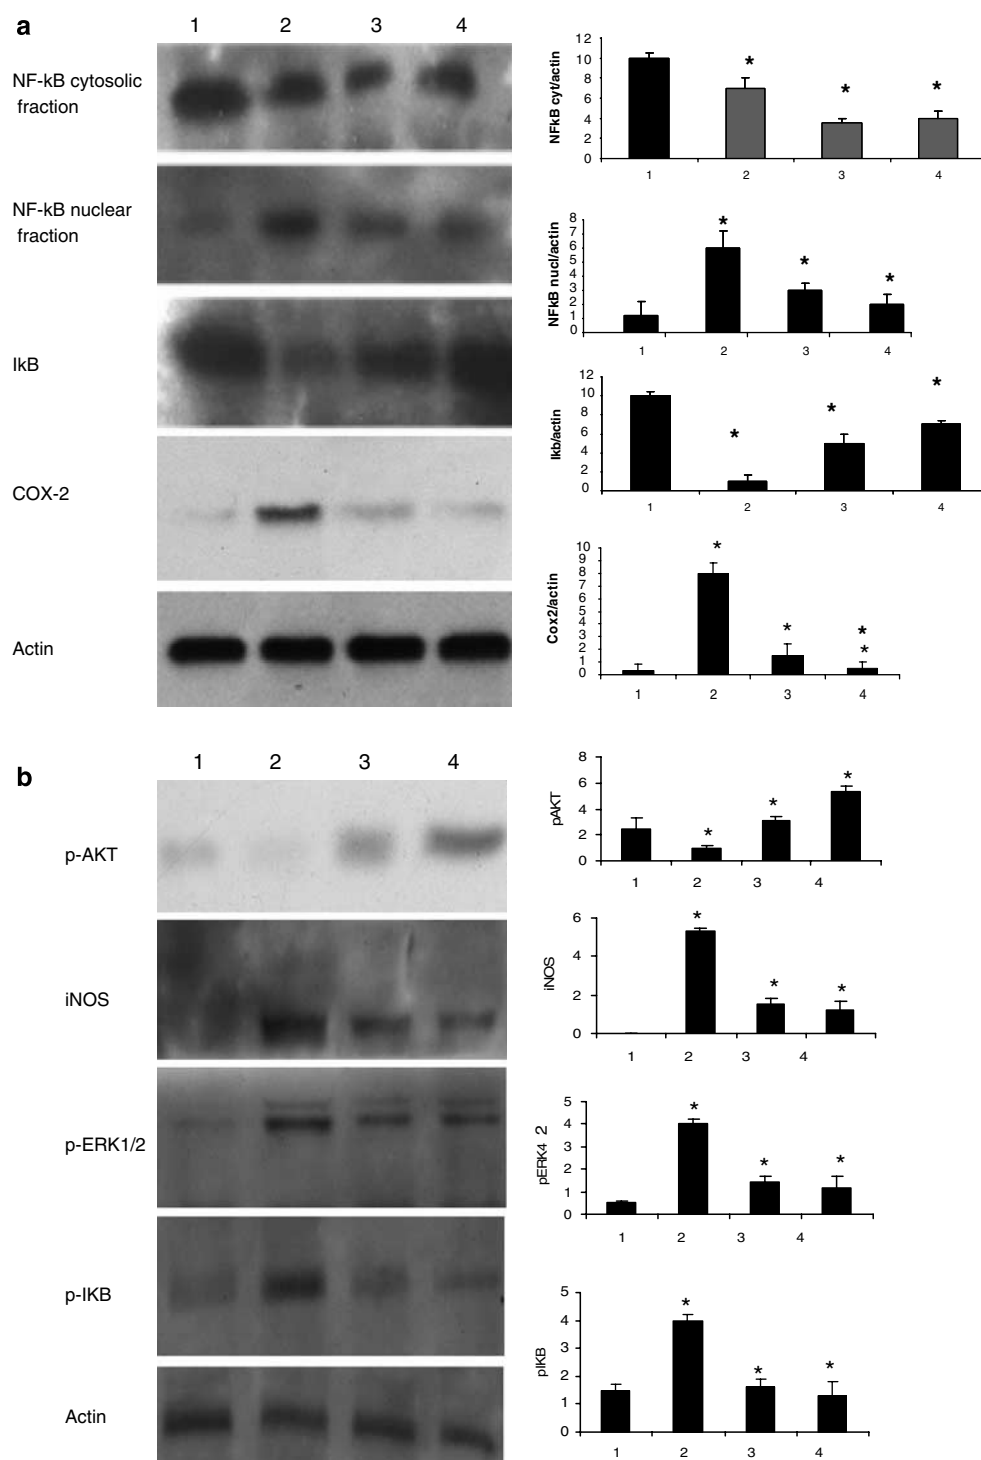 a
1 2 3 4
NF-kB cytosolic
fraction
NF-kB nuclear
fraction
IkB
COX-2
Actin
NFkB cyt/actin
12
10
8
6
4
2
0
* * *
1 2 3 4
NFkB nucl/actin
8
7
6
5
4
3
2
1
0
* * *
1 2 3 4
Ikb/actin
12
10
8
6
4
2
0
* * *
1 2 3 4
Cox2/actin
10
9
8
7
6
5
4
3
2
1
0
* * *
*
1 2 3 4
b
1 2 3 4
p-AKT
iNOS
p-ERK1/2
p-IKB
Actin
pAKT
8
6
4
2
0
* * *
1 2 3 4
iNOS
6
4
2
0
* * *
1 2 3 4
pERK4 2
5
4
3
2
1
0
* * *
1 2 3 4
pIKB
5
4
3
2
1
0
* * *
1 2 3 4